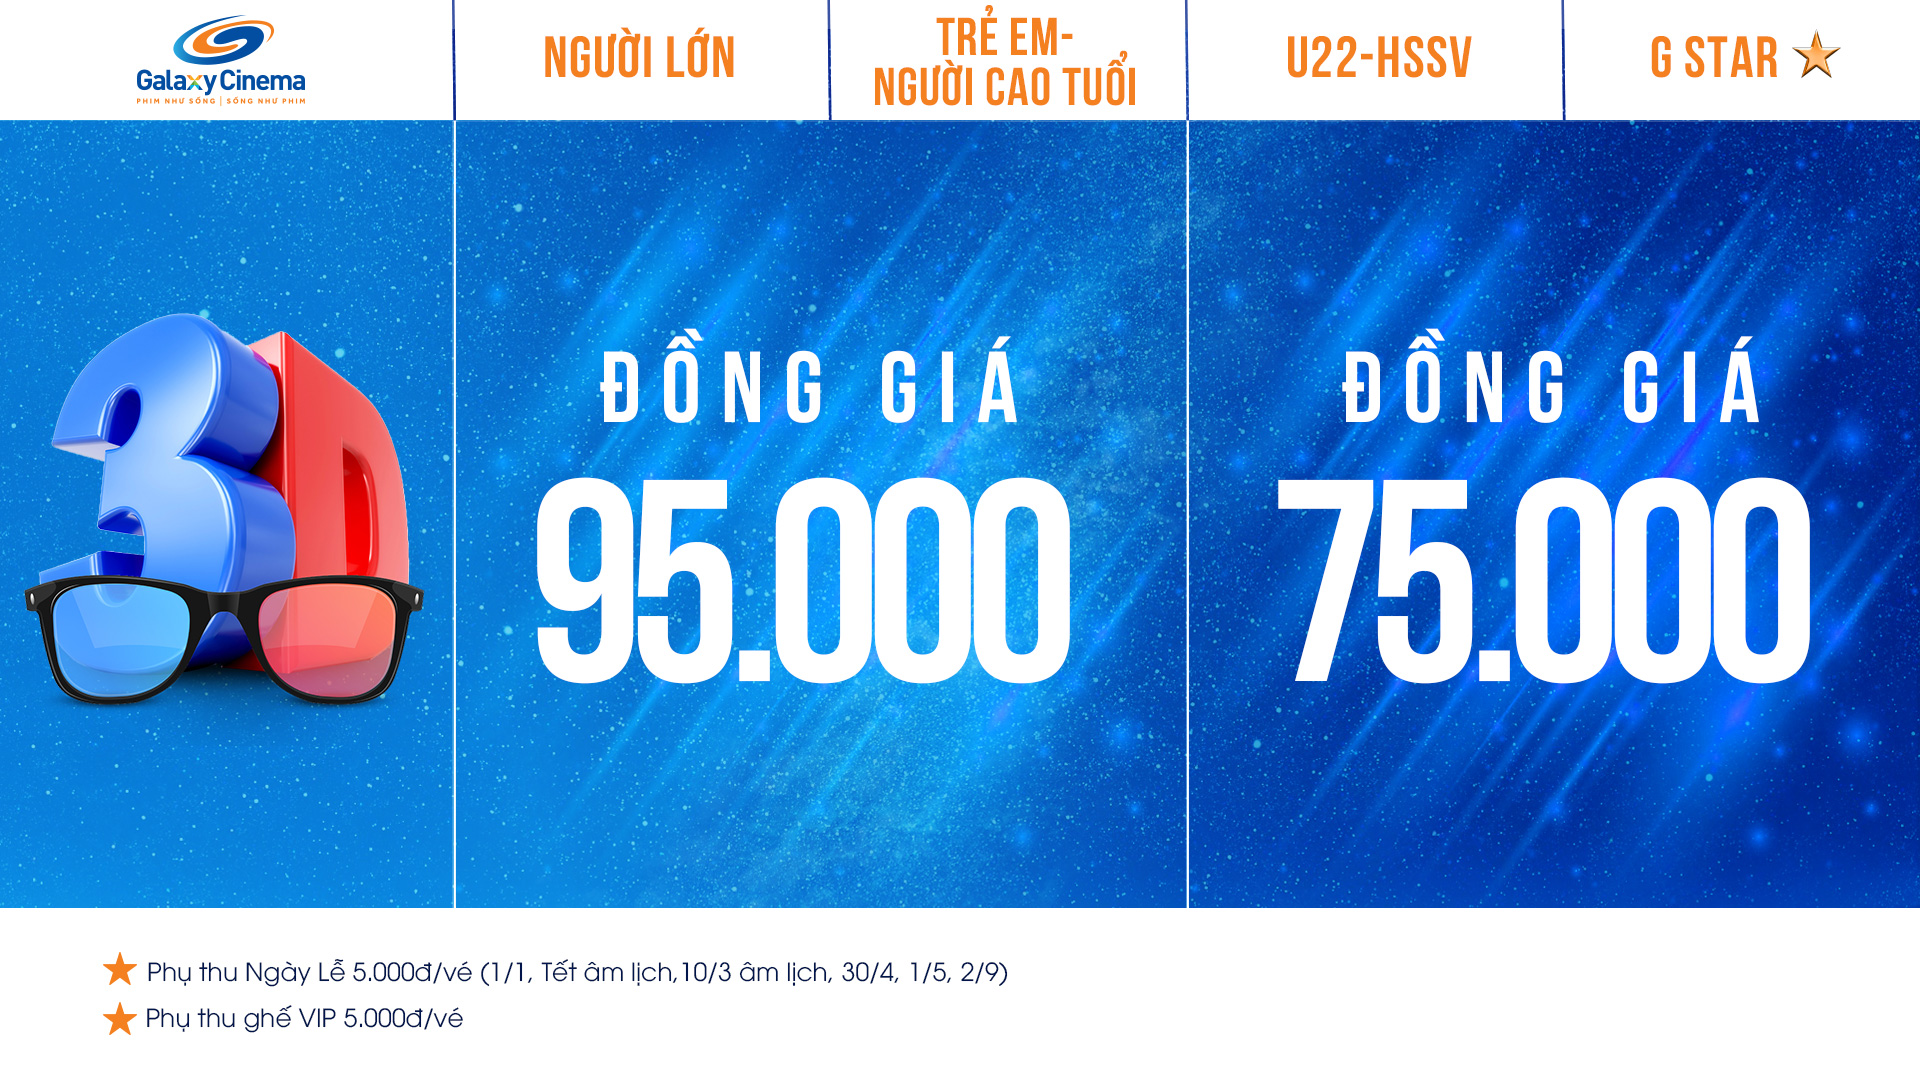 Galaxy Cinema
PHIM NHƯ SỐNG | SỐNG NHƯ PHIM
NGƯỜI LỚN
TRẺ EM-
NGƯỜI CAO TUỔI
U22-HSSV
G STAR
3D
ĐỒNG GIÁ
95.000
ĐỒNG GIÁ
75.000
Phụ thu Ngày Lễ 5.000đ/vé (1/1, Tết âm lịch,10/3 âm lịch, 30/4, 1/5, 2/9)
Phụ thu ghế VIP 5.000đ/vé